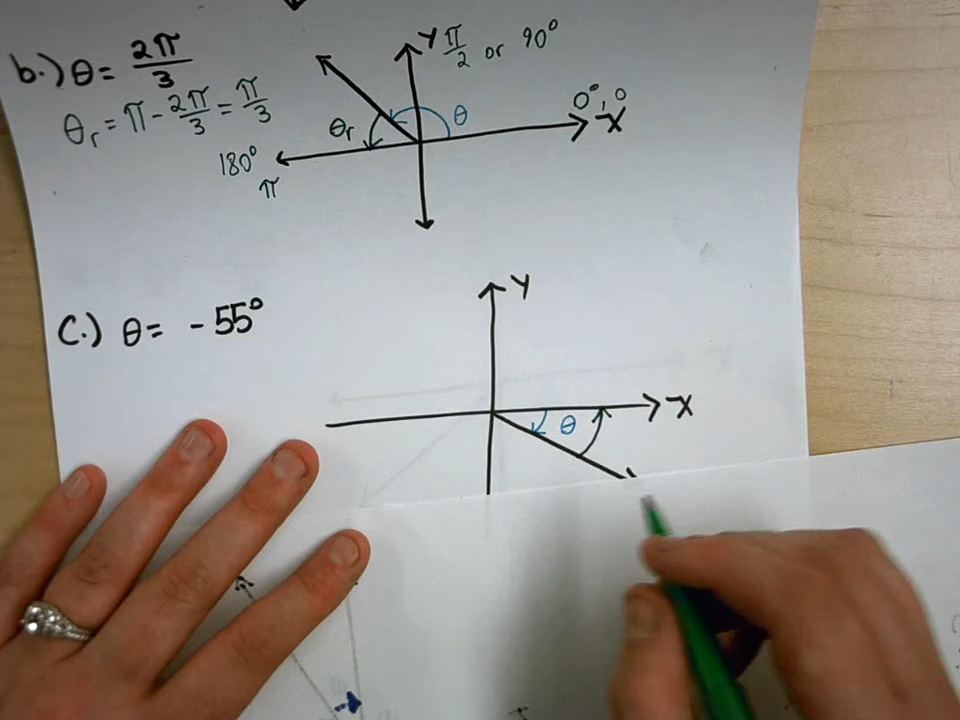 b.) θ = 2π/3
θr = π - 2π/3 = π/3
Y π/2 or 90°
θ
θr
0°, 0
X
180°
π
C.) θ = -55°
Y
X
θ